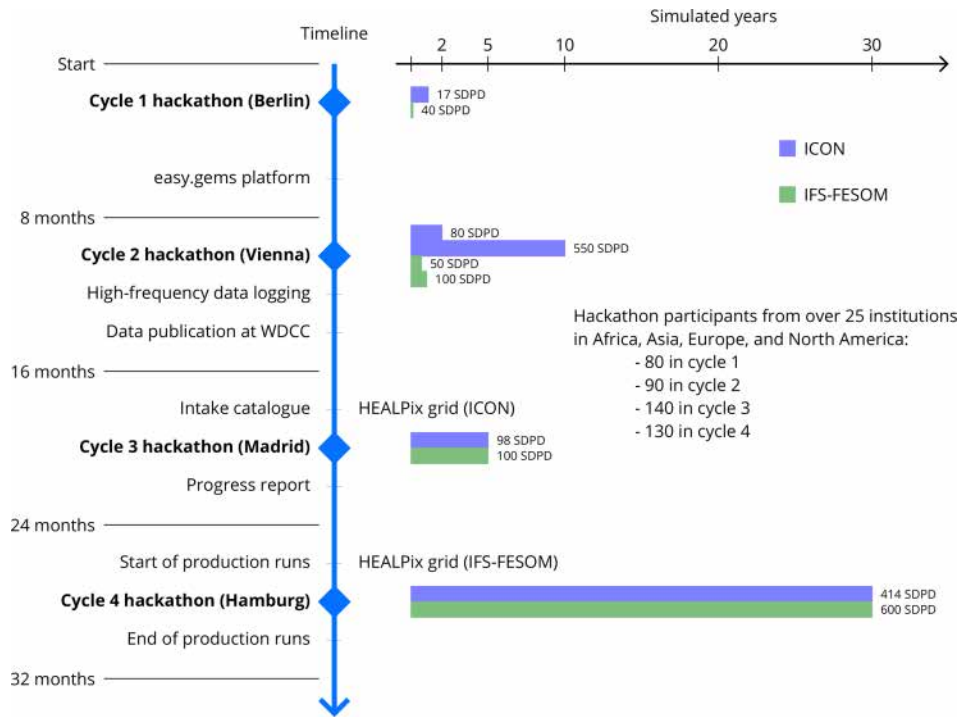 Simulated years
Timeline
2 5 10 20 30
Start
Cycle 1 hackathon (Berlin)
17 SDPD
40 SDPD
ICON
easy.gems platform
IFS-FESOM
8 months
80 SDPD
Cycle 2 hackathon (Vienna)
550 SDPD
50 SDPD
100 SDPD
High-frequency data logging
Data publication at WDCC
Hackathon participants from over 25 institutions
in Africa, Asia, Europe, and North America:
- 80 in cycle 1
- 90 in cycle 2
- 140 in cycle 3
- 130 in cycle 4
16 months
Intake catalogue
HEALPix grid (ICON)
Cycle 3 hackathon (Madrid)
98 SDPD
100 SDPD
Progress report
24 months
Start of production runs
HEALPix grid (IFS-FESOM)
Cycle 4 hackathon (Hamburg)
414 SDPD
600 SDPD
End of production runs
32 months